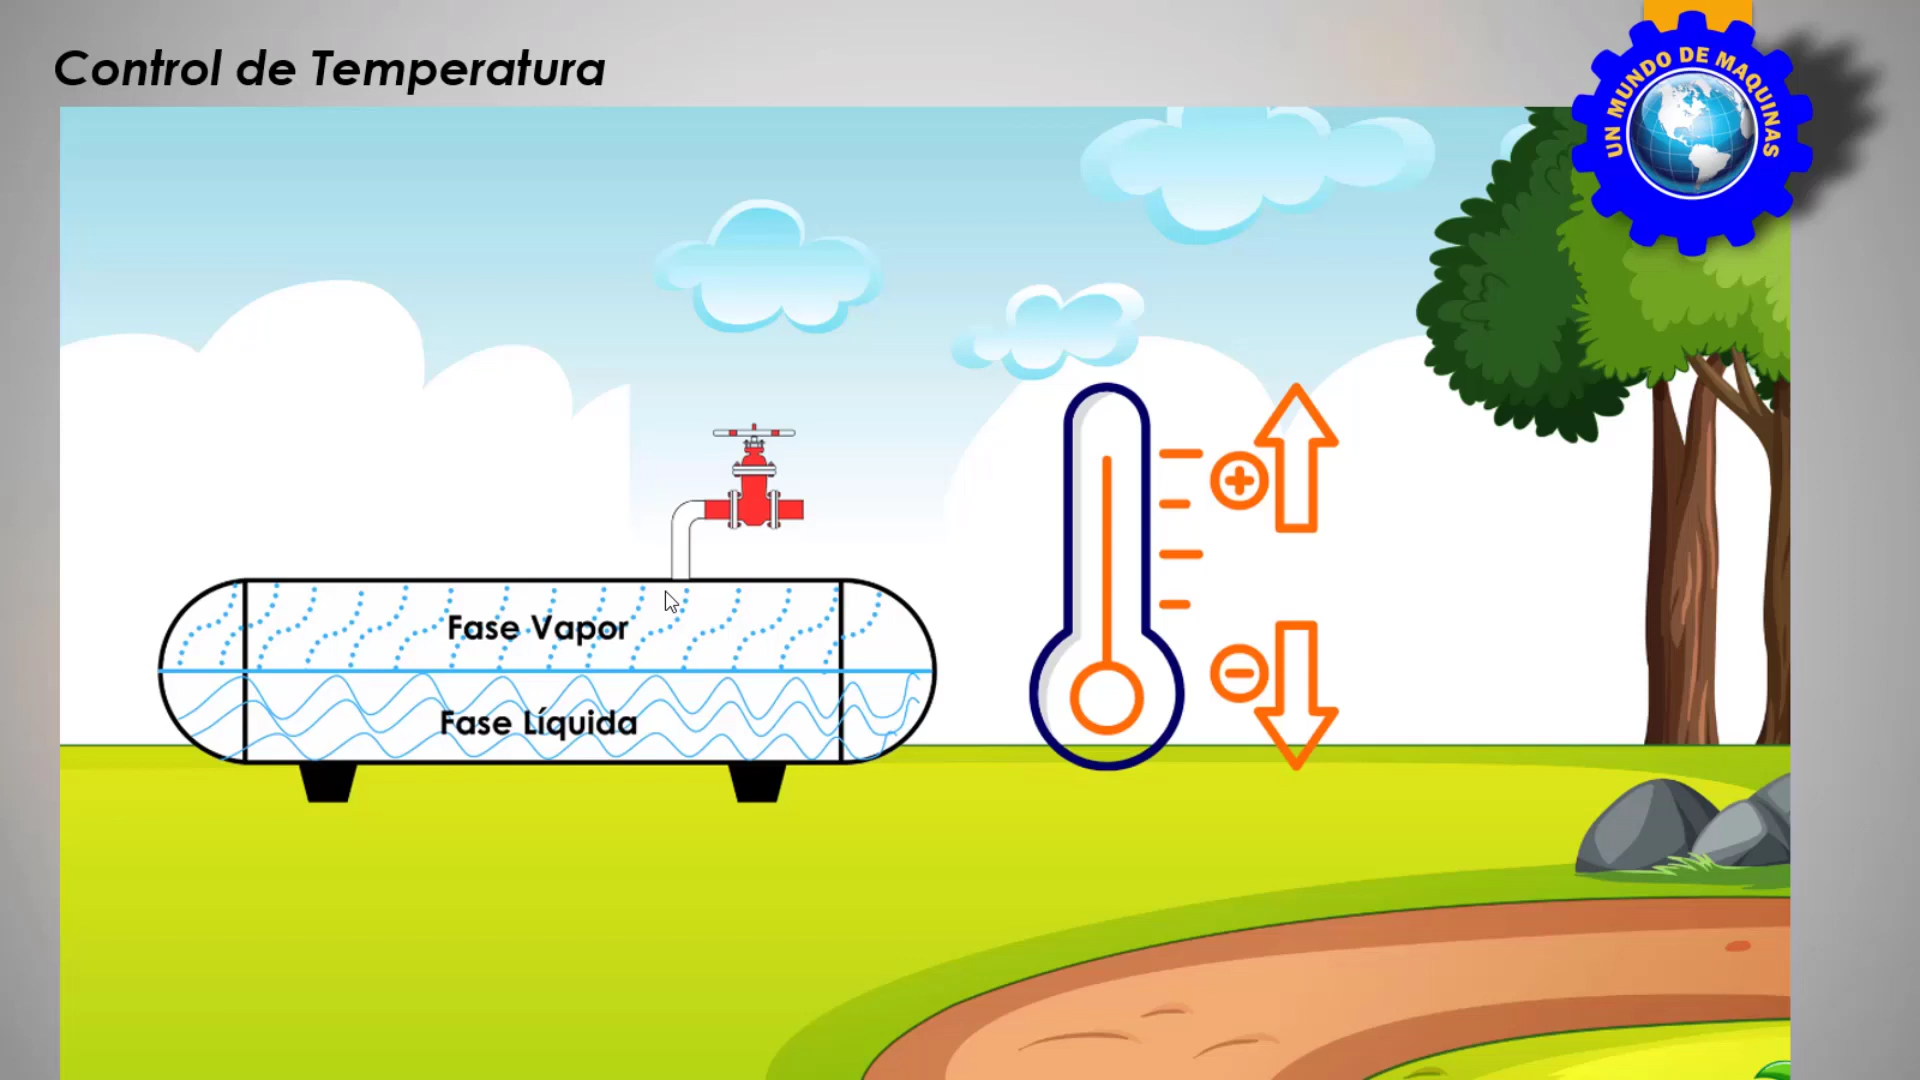 Control de Temperatura
UN MUNDO DE MAQUINAS
Fase Vapor
Fase Líquida